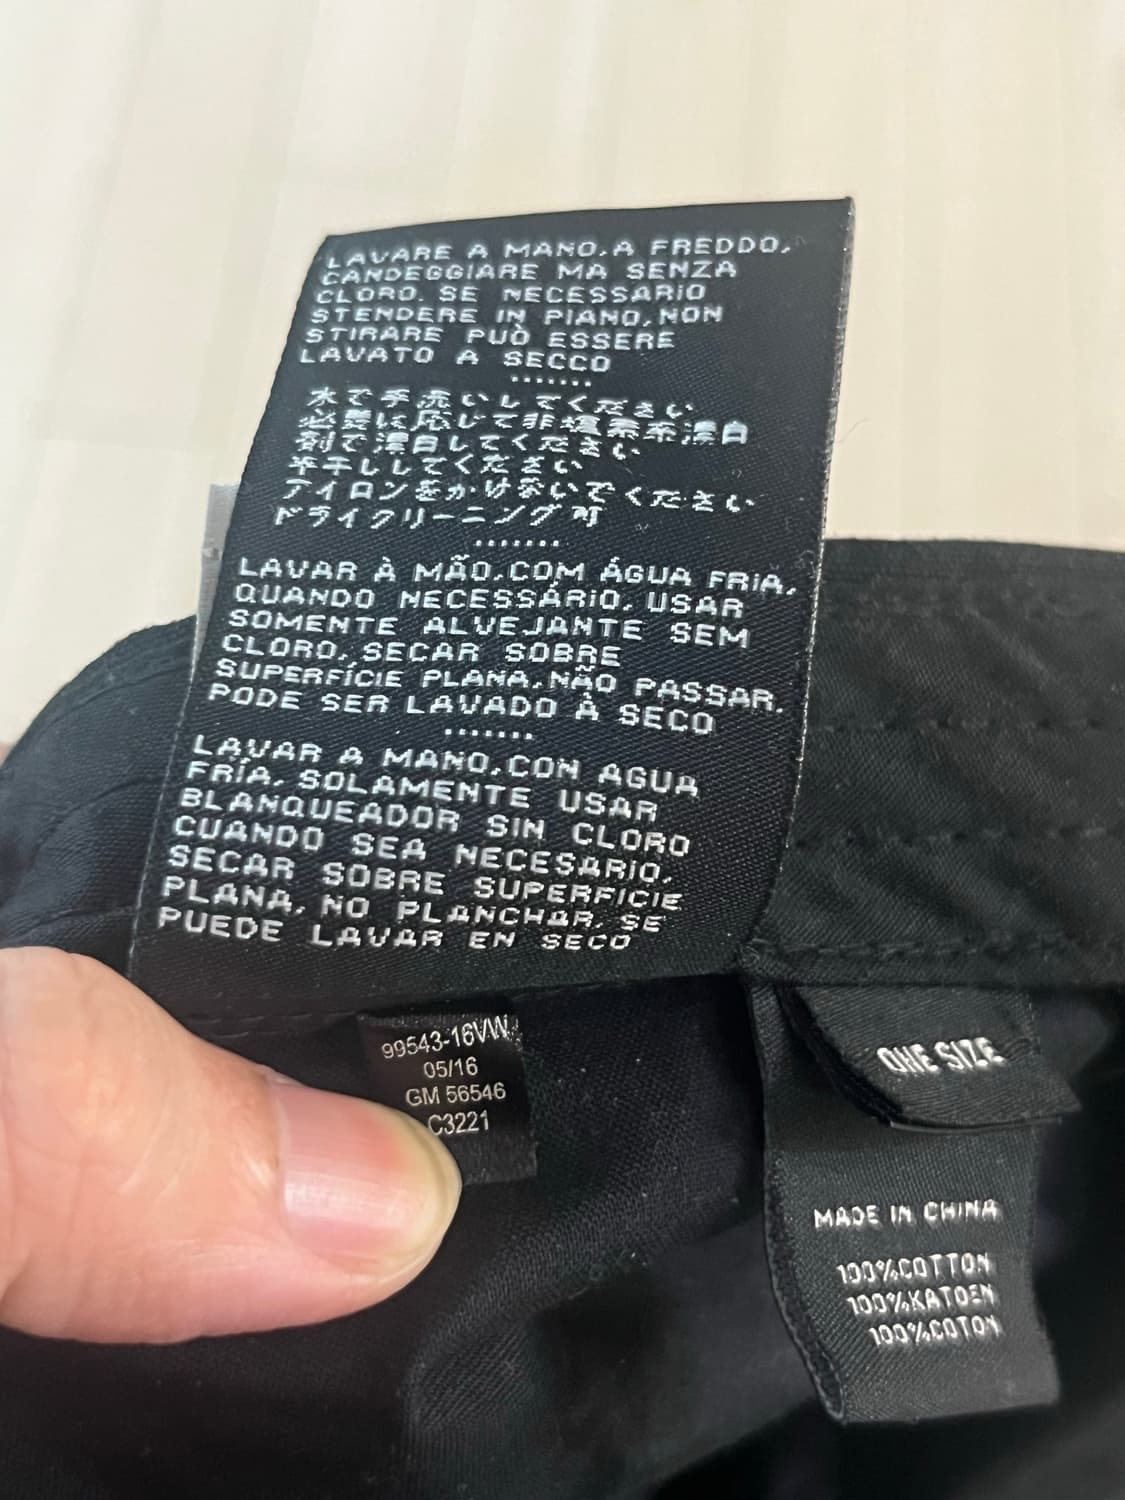 LAVARE A MANO,A FREDDO,
CANDEGGIARE MA SENZA
CLORO. SE NECESSARIO
STENDERE IN PIANO,NON
STIRARE PUÒ ESSERE
LAVATO A SECCO
.......
水で手洗いしてください
必要に応じて非塩素系漂白
剤で漂白してください
平干ししてください
アイロンをかけないでください
ドライクリーニング可
.......
LAVAR À MÃO.COM ÁGUA FRIA.
QUANDO NECESSÁRIO, USAR
SOMENTE ALVEJANTE SEM
CLORO. SECAR SOBRE
SUPERFÍCIE PLANA.NÃO PASSAR.
PODE SER LAVADO À SECO
.......
LAVAR A MANO.CON AGUA
FRÍA. SOLAMENTE USAR
BLANQUEADOR SIN CLORO
CUANDO SEA NECESARIO,
SECAR SOBRE SUPERFICIE
PLANA, NO PLANCHAR, SE
PUEDE LAVAR EN SECO
99543-16VW
05/16
GM 56546
C3221
ONE SIZE
MADE IN CHINA
100%COTTON
100%KATOEN
100%COTON